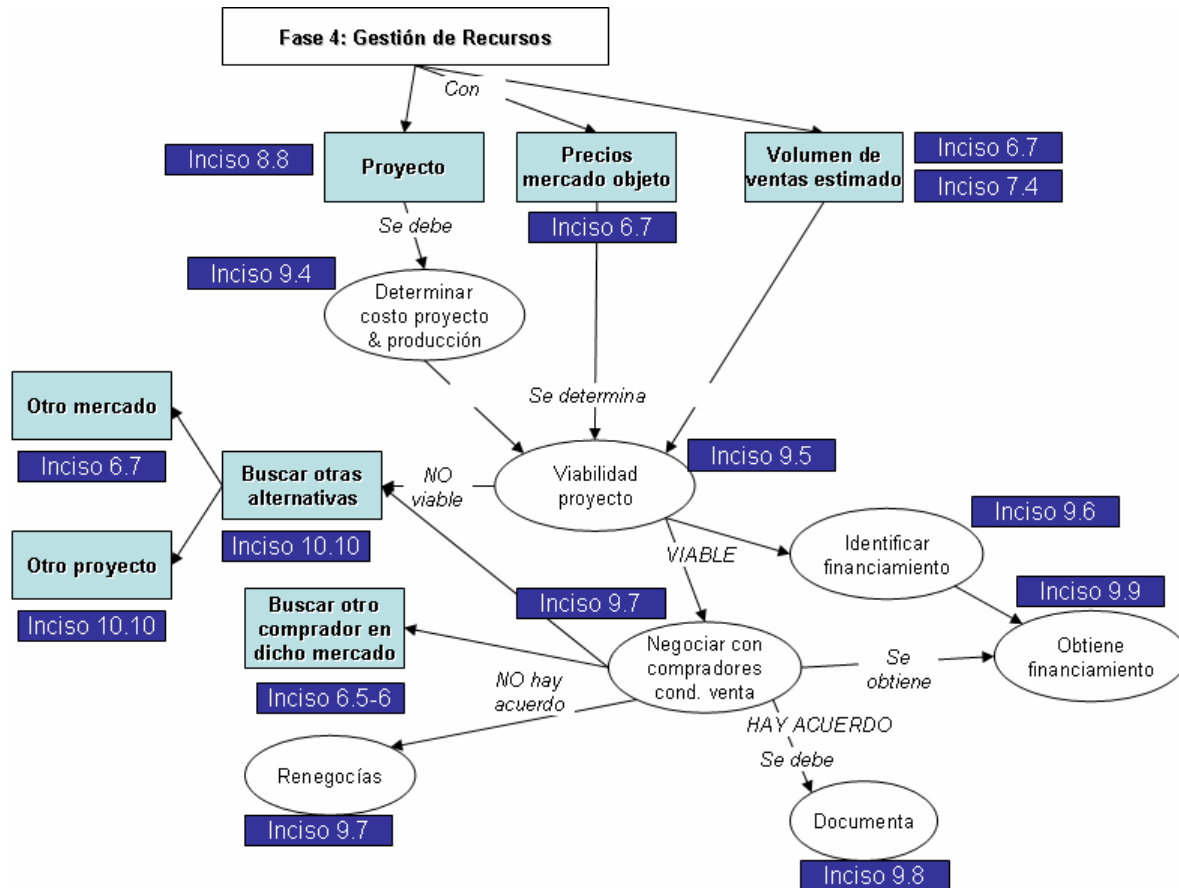 Fase 4: Gestión de Recursos
Con
Inciso 8.8
Proyecto
Precios
mercado objeto
Inciso 6.7
Volumen de
ventas estimado
Inciso 6.7
Inciso 7.4
Se debe
Inciso 9.4
Determinar
costo proyecto
& producción
Se determina
Otro mercado
Inciso 6.7
Buscar otras
alternativas
Inciso 10.10
NO
viable
Viabilidad
proyecto
Inciso 9.5
Otro proyecto
Inciso 10.10
VIABLE
Identificar
financiamiento
Inciso 9.6
Inciso 9.9
Obtiene
financiamiento
Buscar otro
comprador en
dicho mercado
Inciso 6.5-6
Inciso 9.7
Negociar con
compradores
cond. venta
Se
obtiene
NO hay
acuerdo
HAY ACUERDO
Se debe
Renegocías
Inciso 9.7
Documenta
Inciso 9.8